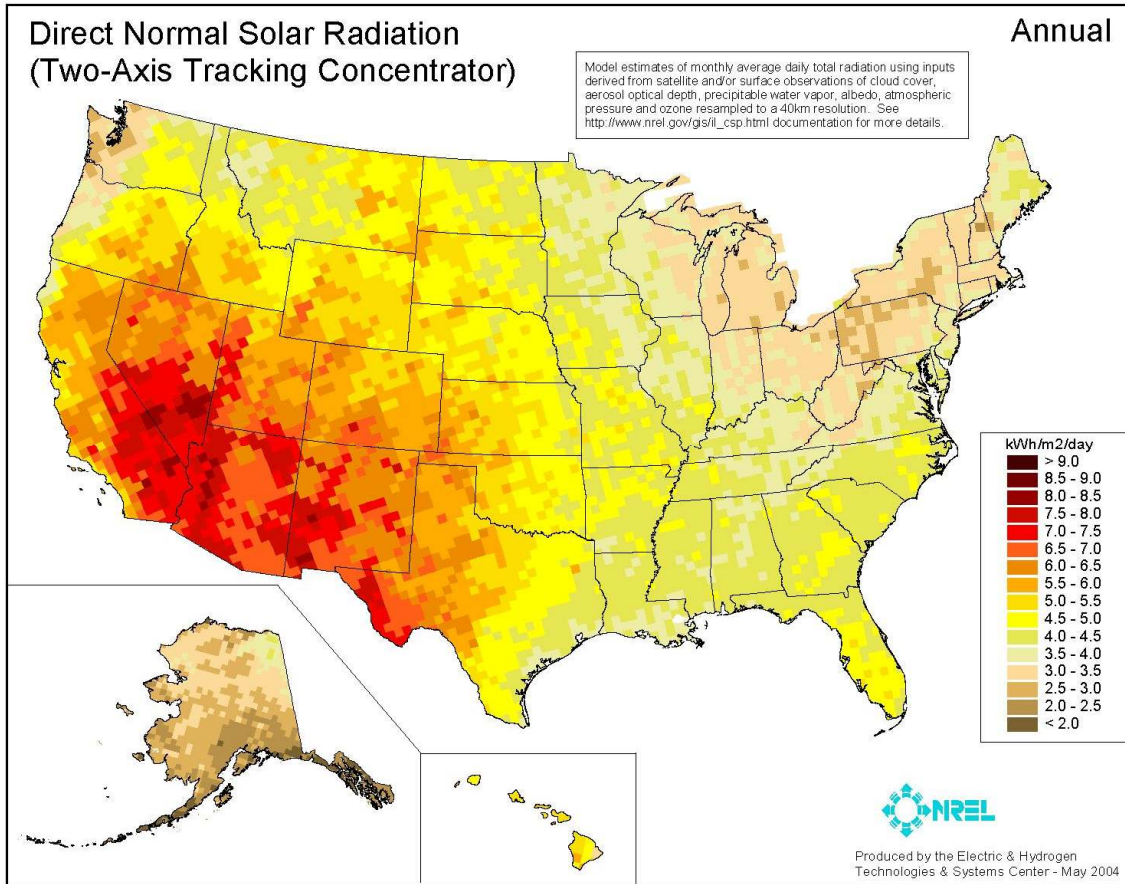 Direct Normal Solar Radiation
(Two-Axis Tracking Concentrator)
Annual
Model estimates of monthly average daily total radiation using inputs
derived from satellite and/or surface observations of cloud cover,
aerosol optical depth, precipitable water vapor, albedo, atmospheric
pressure and ozone resampled to a 40km resolution. See
http://www.nrel.gov/gis/il_csp.html documentation for more details.
kWh/m2/day
> 9.0
8.5 - 9.0
8.0 - 8.5
7.5 - 8.0
7.0 - 7.5
6.5 - 7.0
6.0 - 6.5
5.5 - 6.0
5.0 - 5.5
4.5 - 5.0
4.0 - 4.5
3.5 - 4.0
3.0 - 3.5
2.5 - 3.0
2.0 - 2.5
< 2.0
NREL
Produced by the Electric & Hydrogen
Technologies & Systems Center - May 2004